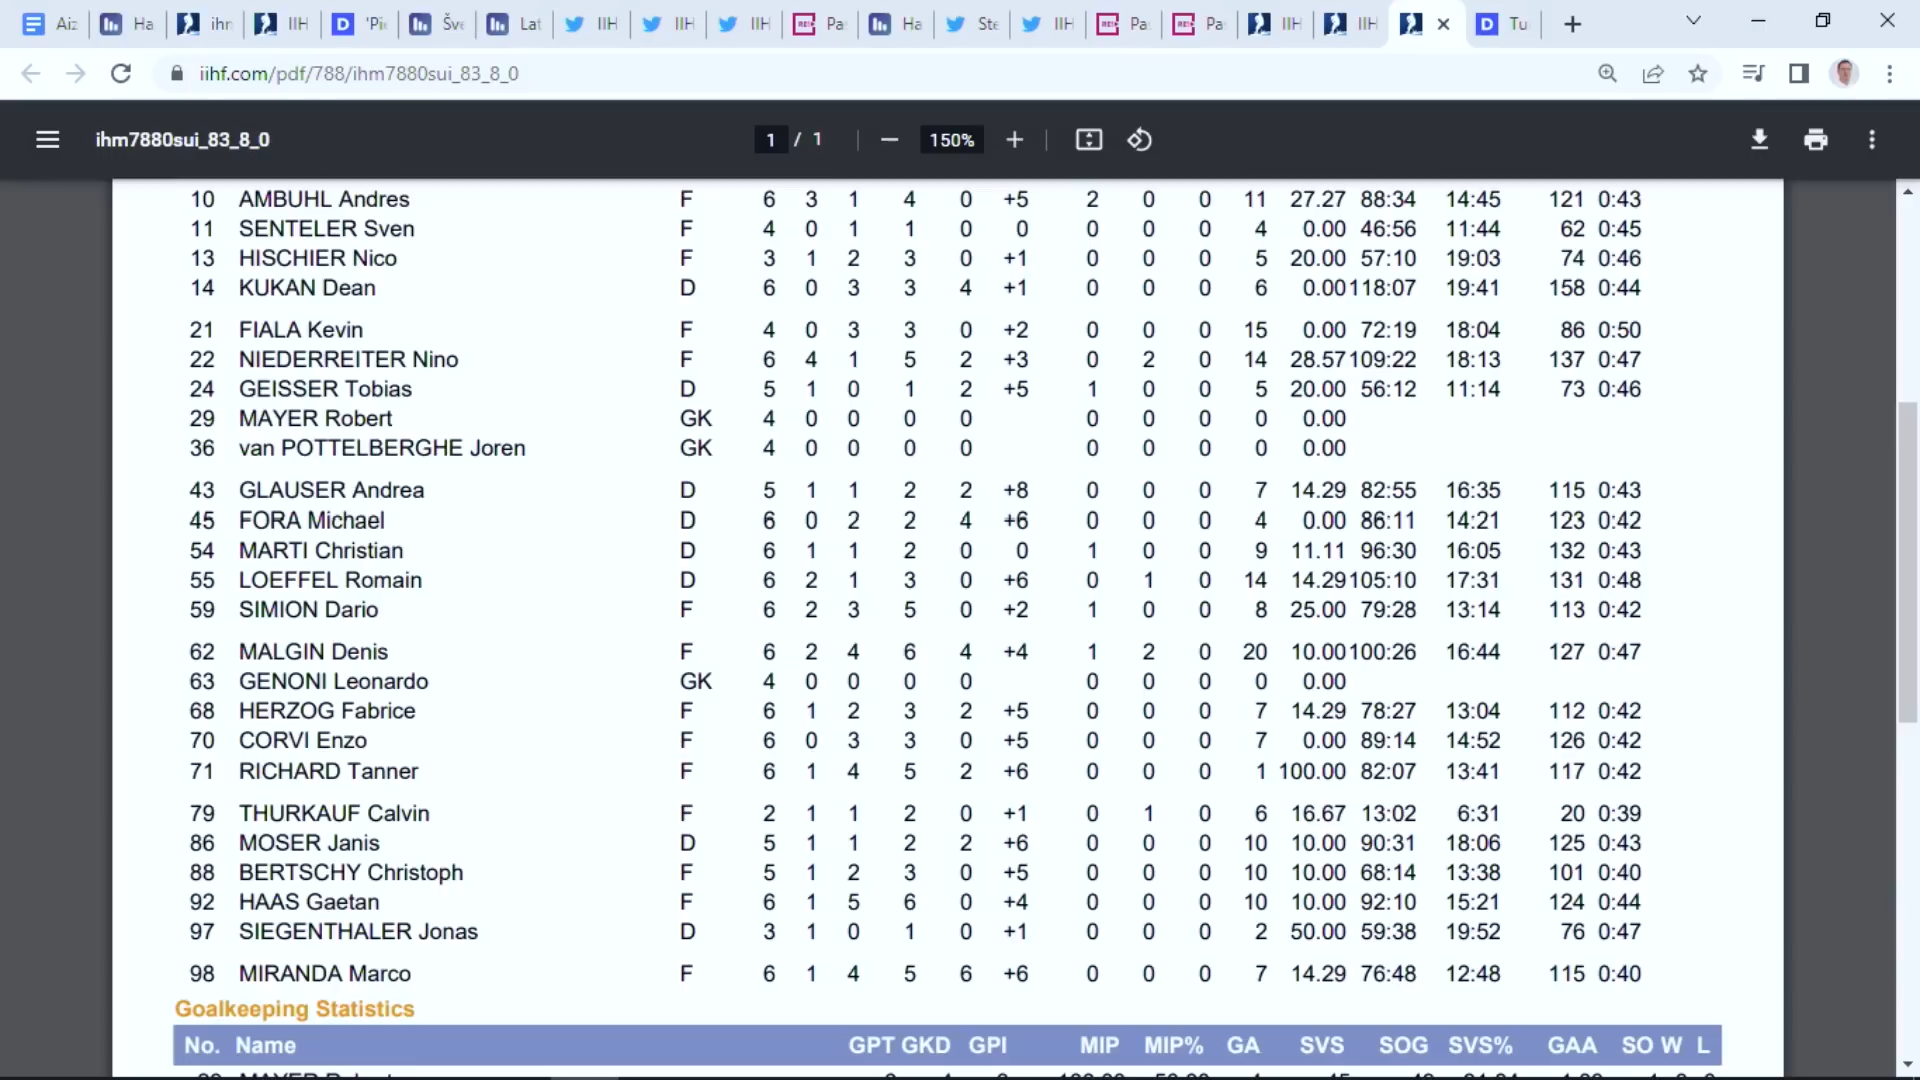 Aiz Ha ihn IIH 'Pi Šve Lat IIH IIH IIH Pa Ha Ste IIH Pa Pa IIH IIH Tu
iihf.com/pdf/788/ihm7880sui_83_8_0
ihm7880sui_83_8_0 1 / 1 150%
10 AMBUHL Andres F 6 3 1 4 0 +5 2 0 0 11 27.27 88:34 14:45 121 0:43
11 SENTELER Sven F 4 0 1 1 0 0 0 0 0 4 0.00 46:56 11:44 62 0:45
13 HISCHIER Nico F 3 1 2 3 0 +1 0 0 0 5 20.00 57:10 19:03 74 0:46
14 KUKAN Dean D 6 0 3 3 4 +1 0 0 0 6 0.00 118:07 19:41 158 0:44
21 FIALA Kevin F 4 0 3 3 0 +2 0 0 0 15 0.00 72:19 18:04 86 0:50
22 NIEDERREITER Nino F 6 4 1 5 2 +3 0 2 0 14 28.57 109:22 18:13 137 0:47
24 GEISSER Tobias D 5 1 0 1 2 +5 1 0 0 5 20.00 56:12 11:14 73 0:46
29 MAYER Robert GK 4 0 0 0 0 0 0 0 0 0.00
36 van POTTELBERGHE Joren GK 4 0 0 0 0 0 0 0 0 0.00
43 GLAUSER Andrea D 5 1 1 2 2 +8 0 0 0 7 14.29 82:55 16:35 115 0:43
45 FORA Michael D 6 0 2 2 4 +6 0 0 0 4 0.00 86:11 14:21 123 0:42
54 MARTI Christian D 6 1 1 2 0 0 1 0 0 9 11.11 96:30 16:05 132 0:43
55 LOEFFEL Romain D 6 2 1 3 0 +6 0 1 0 14 14.29 105:10 17:31 131 0:48
59 SIMION Dario F 6 2 3 5 0 +2 1 0 0 8 25.00 79:28 13:14 113 0:42
62 MALGIN Denis F 6 2 4 6 4 +4 1 2 0 20 10.00 100:26 16:44 127 0:47
63 GENONI Leonardo GK 4 0 0 0 0 0 0 0 0 0.00
68 HERZOG Fabrice F 6 1 2 3 2 +5 0 0 0 7 14.29 78:27 13:04 112 0:42
70 CORVI Enzo F 6 0 3 3 0 +5 0 0 0 7 0.00 89:14 14:52 126 0:42
71 RICHARD Tanner F 6 1 4 5 2 +6 0 0 0 1 100.00 82:07 13:41 117 0:42
79 THURKAUF Calvin F 2 1 1 2 0 +1 0 1 0 6 16.67 13:02 6:31 20 0:39
86 MOSER Janis D 5 1 1 2 2 +6 0 0 0 10 10.00 90:31 18:06 125 0:43
88 BERTSCHY Christoph F 5 1 2 3 0 +5 0 0 0 10 10.00 68:14 13:38 101 0:40
92 HAAS Gaetan F 6 1 5 6 0 +4 0 0 0 10 10.00 92:10 15:21 124 0:44
97 SIEGENTHALER Jonas D 3 1 0 1 0 +1 0 0 0 2 50.00 59:38 19:52 76 0:47
98 MIRANDA Marco F 6 1 4 5 6 +6 0 0 0 7 14.29 76:48 12:48 115 0:40
Goalkeeping Statistics
No. Name GPT GKD GPI MIP MIP% GA SVS SOG SVS% GAA SO W L